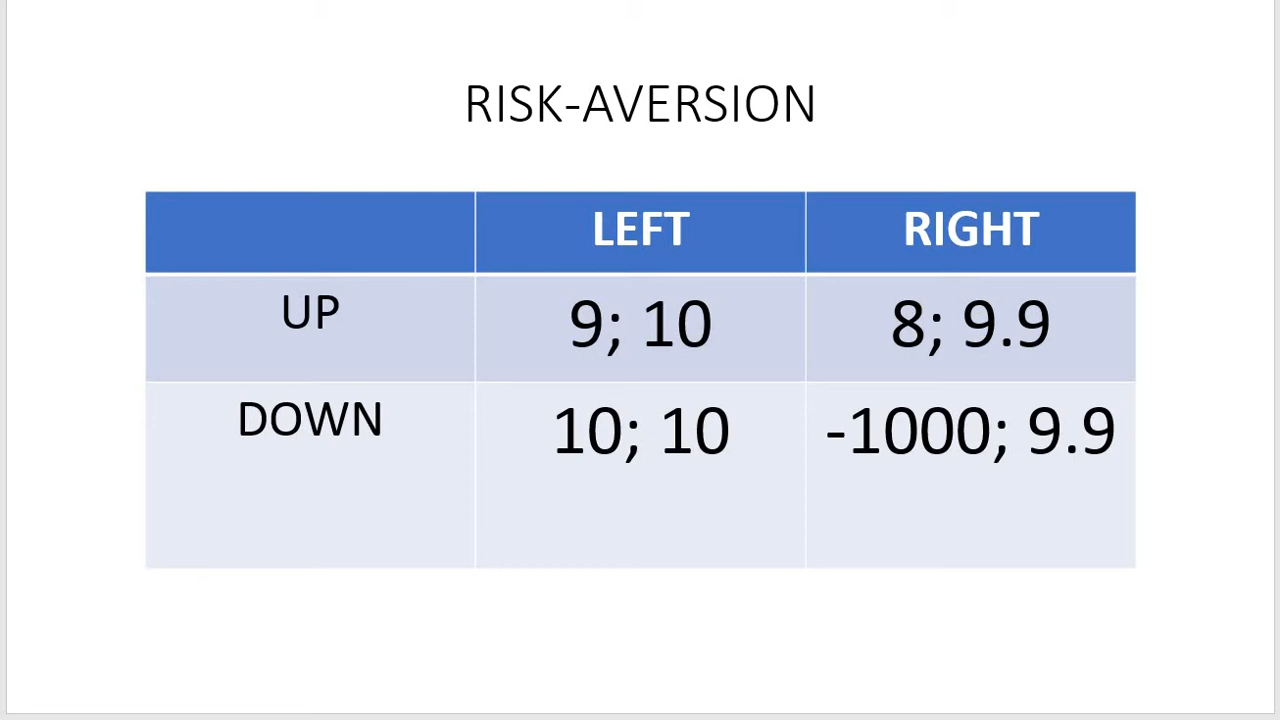 RISK-AVERSION
LEFT RIGHT
UP 9; 10 8; 9.9
DOWN 10; 10 -1000; 9.9